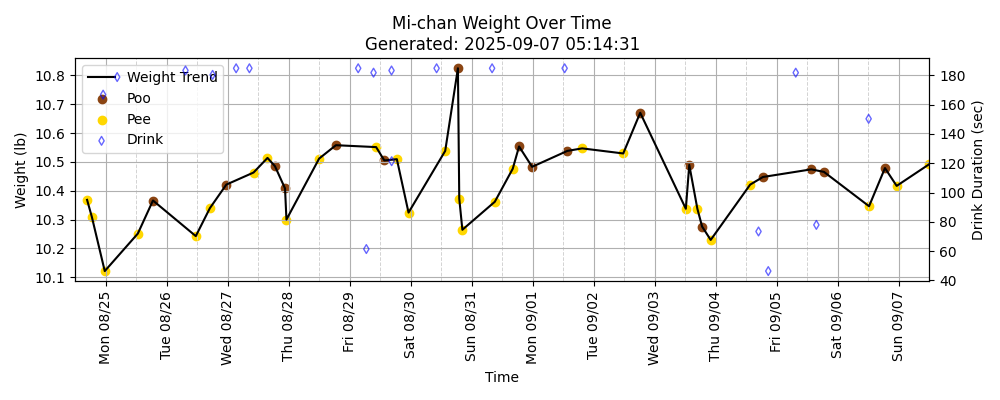 Mi-chan Weight Over Time
Generated: 2025-09-07 05:14:31
Weight (lb)
10.8
10.7
10.6
10.5
10.4
10.3
10.2
10.1
Weight Trend
Poo
Pee
Drink
180
160
140
120
100
80
60
40
Drink Duration (sec)
Mon 08/25
Tue 08/26
Wed 08/27
Thu 08/28
Fri 08/29
Sat 08/30
Sun 08/31
Mon 09/01
Tue 09/02
Wed 09/03
Thu 09/04
Fri 09/05
Sat 09/06
Sun 09/07
Time